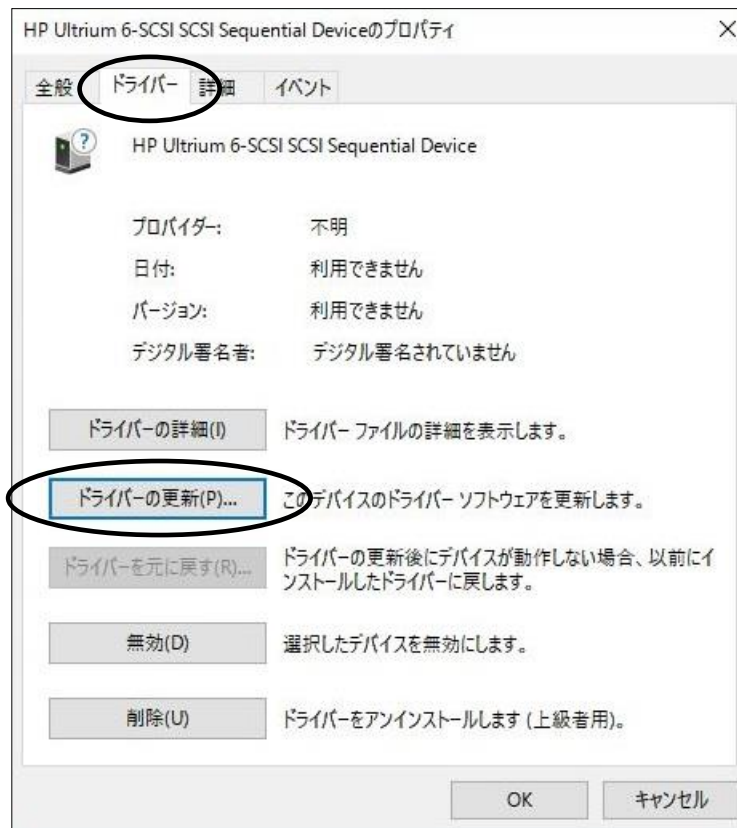 HP Ultrium 6-SCSI SCSI Sequential Deviceのプロパティ
全般 ドライバー 詳細 イベント
HP Ultrium 6-SCSI SCSI Sequential Device
プロバイダー: 不明
日付: 利用できません
バージョン: 利用できません
デジタル署名者: デジタル署名されていません
ドライバーの詳細(I) ドライバー ファイルの詳細を表示します。
ドライバーの更新(P)... このデバイスのドライバー ソフトウェアを更新します。
ドライバーを元に戻す(R)... ドライバーの更新後にデバイスが動作しない場合、以前にイ
ンストールしたドライバーに戻します。
無効(D) 選択したデバイスを無効にします。
削除(U) ドライバーをアンインストールします (上級者用)。
OK キャンセル